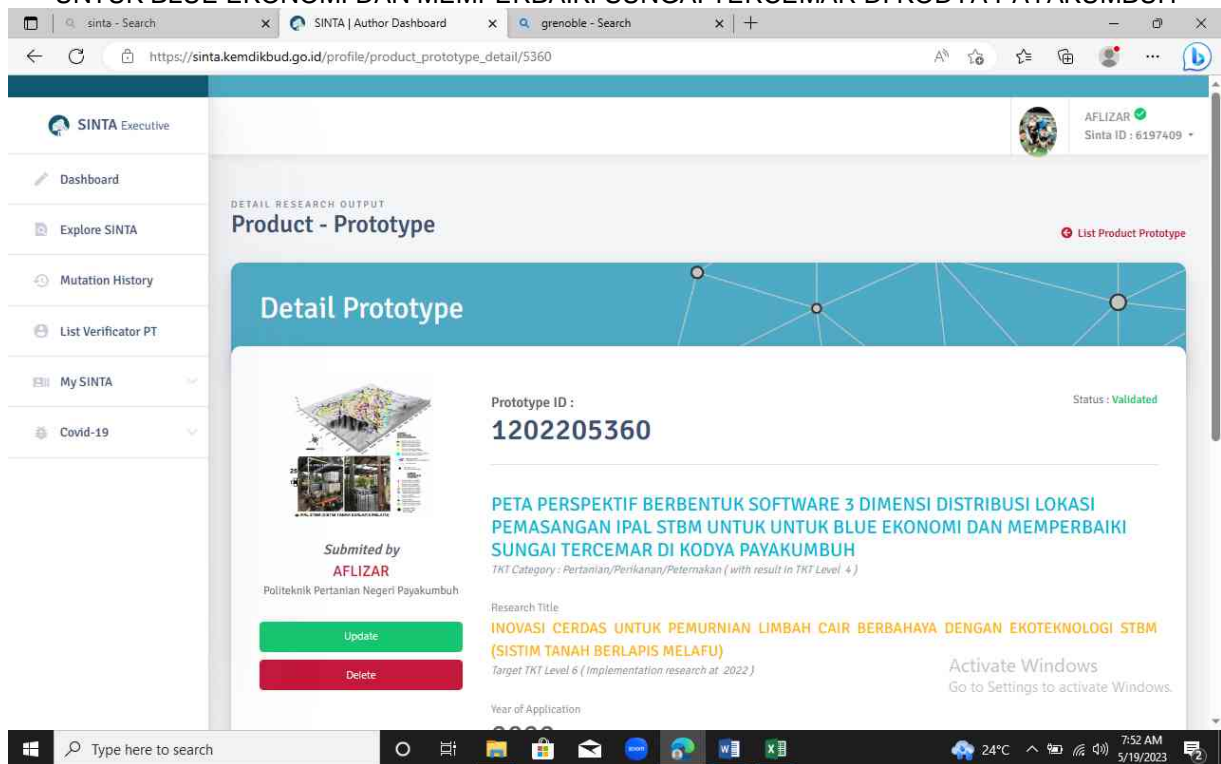 UNTUK BLUE EKONOMI DAN MEMPERBAIKI SUNGAI TERCEMAR DI KODYA PAYAKUMBUH
sinta - Search
SINTA | Author Dashboard
grenoble - Search
https://sinta.kemdikbud.go.id/profile/product_prototype_detail/5360
SINTA Executive
AFLIZAR
Sinta ID : 6197409
Dashboard
Explore SINTA
Mutation History
List Verificator PT
My SINTA
Covid-19
DETAIL RESEARCH OUTPUT
Product - Prototype
List Product Prototype
Detail Prototype
Submited by
AFLIZAR
Politeknik Pertanian Negeri Payakumbuh
Update
Delete
Prototype ID :
Status : Validated
1202205360
PETA PERSPEKTIF BERBENTUK SOFTWARE 3 DIMENSI DISTRIBUSI LOKASI
PEMASANGAN IPAL STBM UNTUK UNTUK BLUE EKONOMI DAN MEMPERBAIKI
SUNGAI TERCEMAR DI KODYA PAYAKUMBUH
TKT Category : Pertanian/Perikanan/Peternakan ( with result in TKT Level 4 )
Research Title
INOVASI CERDAS UNTUK PEMURNIAN LIMBAH CAIR BERBAHAYA DENGAN EKOTEKNOLOGI STBM
(SISTIM TANAH BERLAPIS MELAFU)
Target TKT Level 6 ( Implementation research at 2022 )
Year of Application
Activate Windows
Go to Settings to activate Windows.
Type here to search
24°C
7:52 AM
5/19/2023